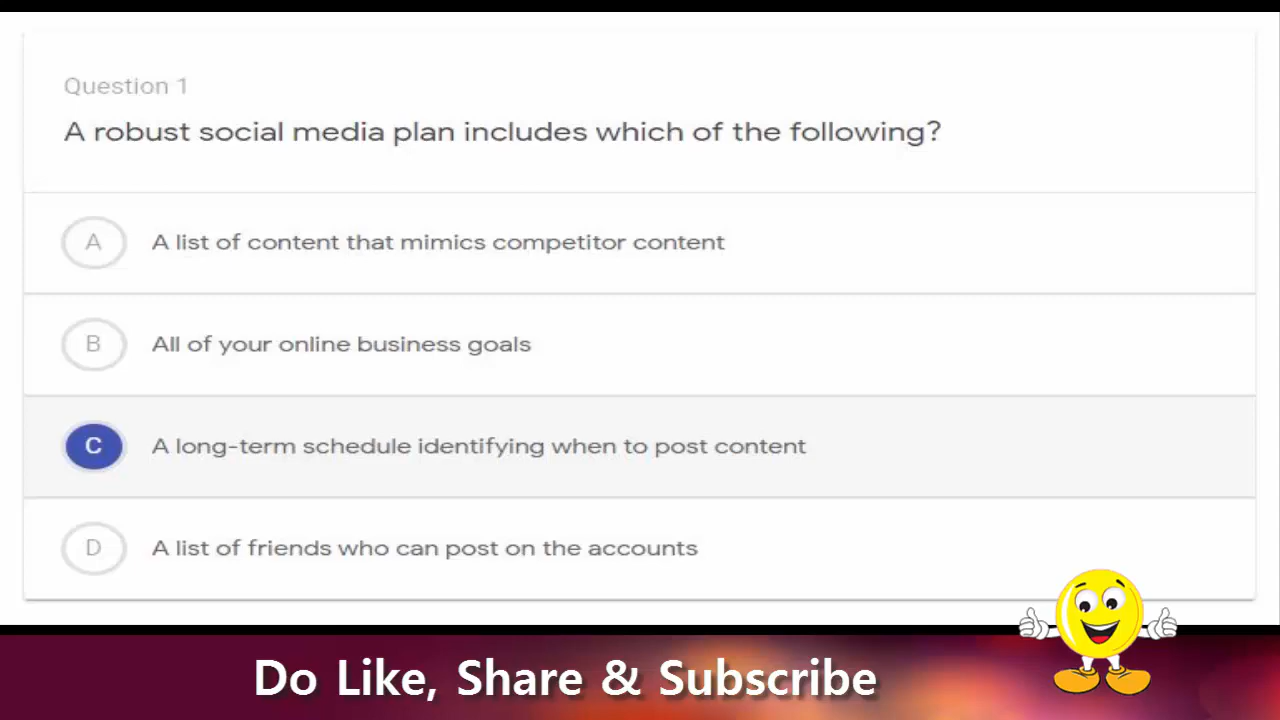 Question 1
A robust social media plan includes which of the following?
A
A list of content that mimics competitor content
B
All of your online business goals
C
A long-term schedule identifying when to post content
D
A list of friends who can post on the accounts
Do Like, Share & Subscribe